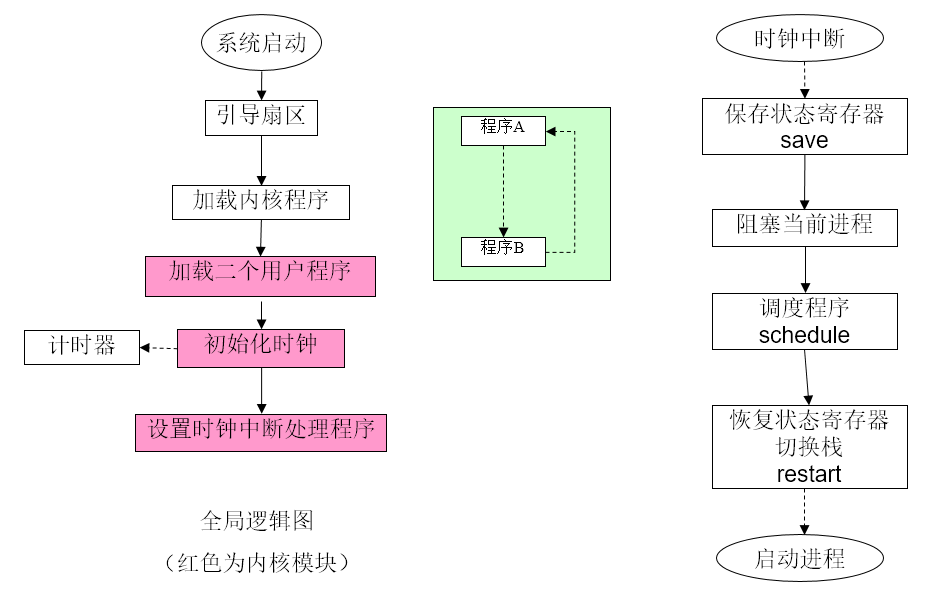 系统启动
引导扇区
加载内核程序
加载二个用户程序
初始化时钟
计时器
设置时钟中断处理程序
全局逻辑图
（红色为内核模块）
程序A
程序B
时钟中断
保存状态寄存器
save
阻塞当前进程
调度程序
schedule
恢复状态寄存器
切换栈
restart
启动进程